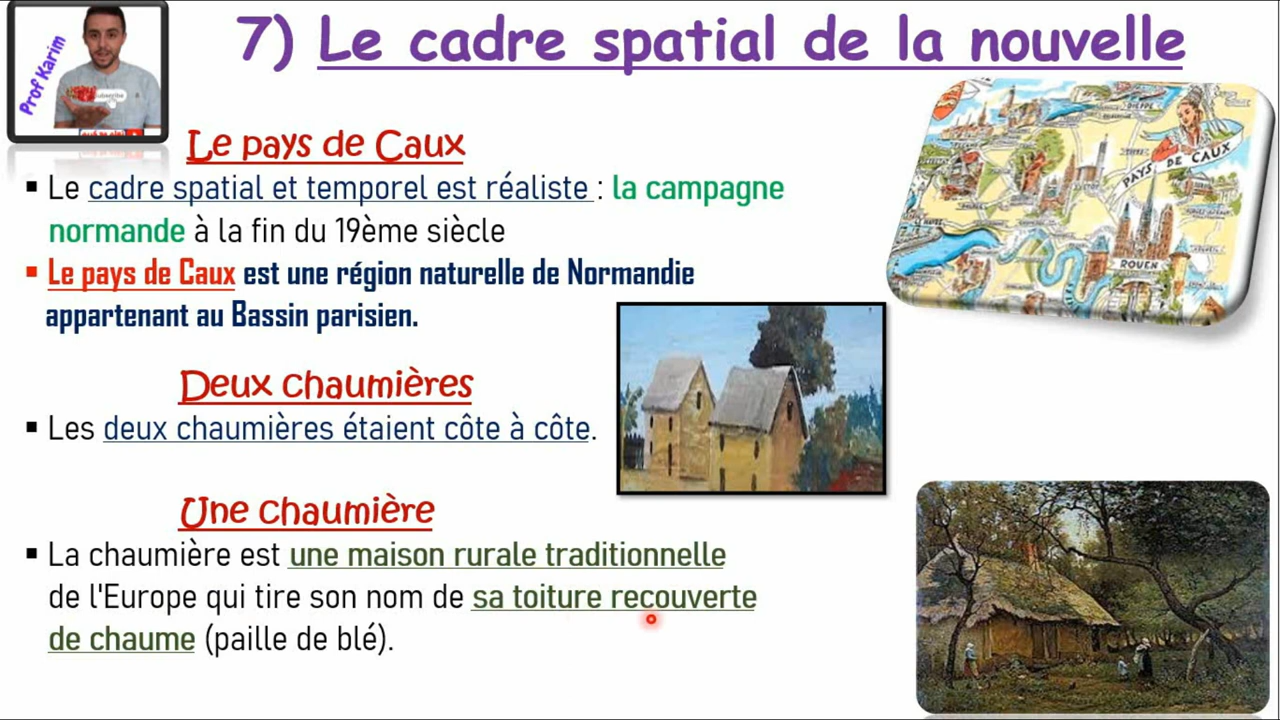 7) Le cadre spatial de la nouvelle
Prof Karim
Le pays de Caux
▪ Le cadre spatial et temporel est réaliste : la campagne
normande à la fin du 19ème siècle
▪ Le pays de Caux est une région naturelle de Normandie
appartenant au Bassin parisien.
Deux chaumières
▪ Les deux chaumières étaient côte à côte.
Une chaumière
▪ La chaumière est une maison rurale traditionnelle
de l'Europe qui tire son nom de sa toiture recouverte
de chaume (paille de blé).
DIEPPE
PAYS DE CAUX
ROUEN